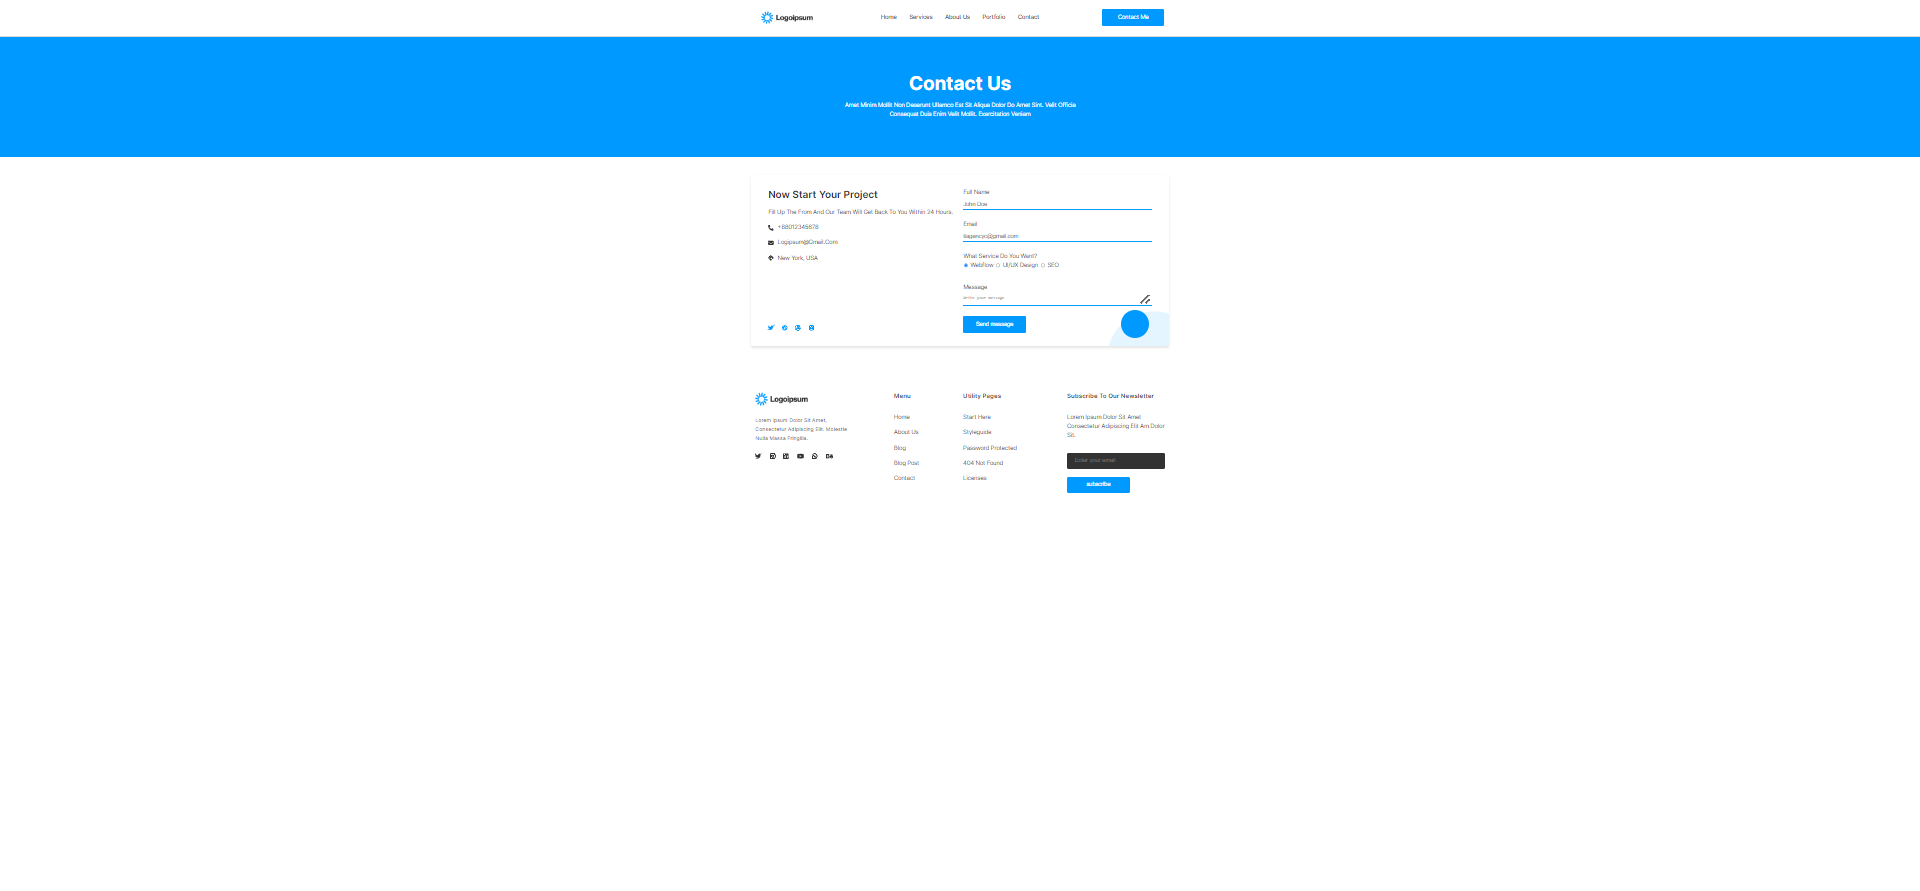 Logoipsum
Home Services About Us Portfolio Contact
Contact Me
Contact Us
Amet Minim Mollit Non Deserunt Ullamco Est Sit Aliqua Dolor Do Amet Sint. Velit Officia
Consequat Duis Enim Velit Mollit. Exercitation Veniam
Now Start Your Project
Fill Up The From And Our Team Will Get Back To You Within 24 Hours.
+88012345678
Logipsum@Gmail.Com
New York, USA
Full Name
John Doe
Email
What Service Do You Want?
Webflow UI/UX Design SEO
Message
Write your message
Send message
Logoipsum
Lorem Ipsum Dolor Sit Amet,
Consectetur Adipiscing Elit. Molestie
Nulla Massa Fringilla.
Menu
Home
About Us
Blog
Blog Post
Contact
Utility Pages
Start Here
Styleguide
Password Protected
404 Not Found
Licenses
Subscribe To Our Newsletter
Lorem Ipsum Dolor Sit Amet
Consectetur Adipiscing Elit Am Dolor
Sit.
Enter your email
subscribe